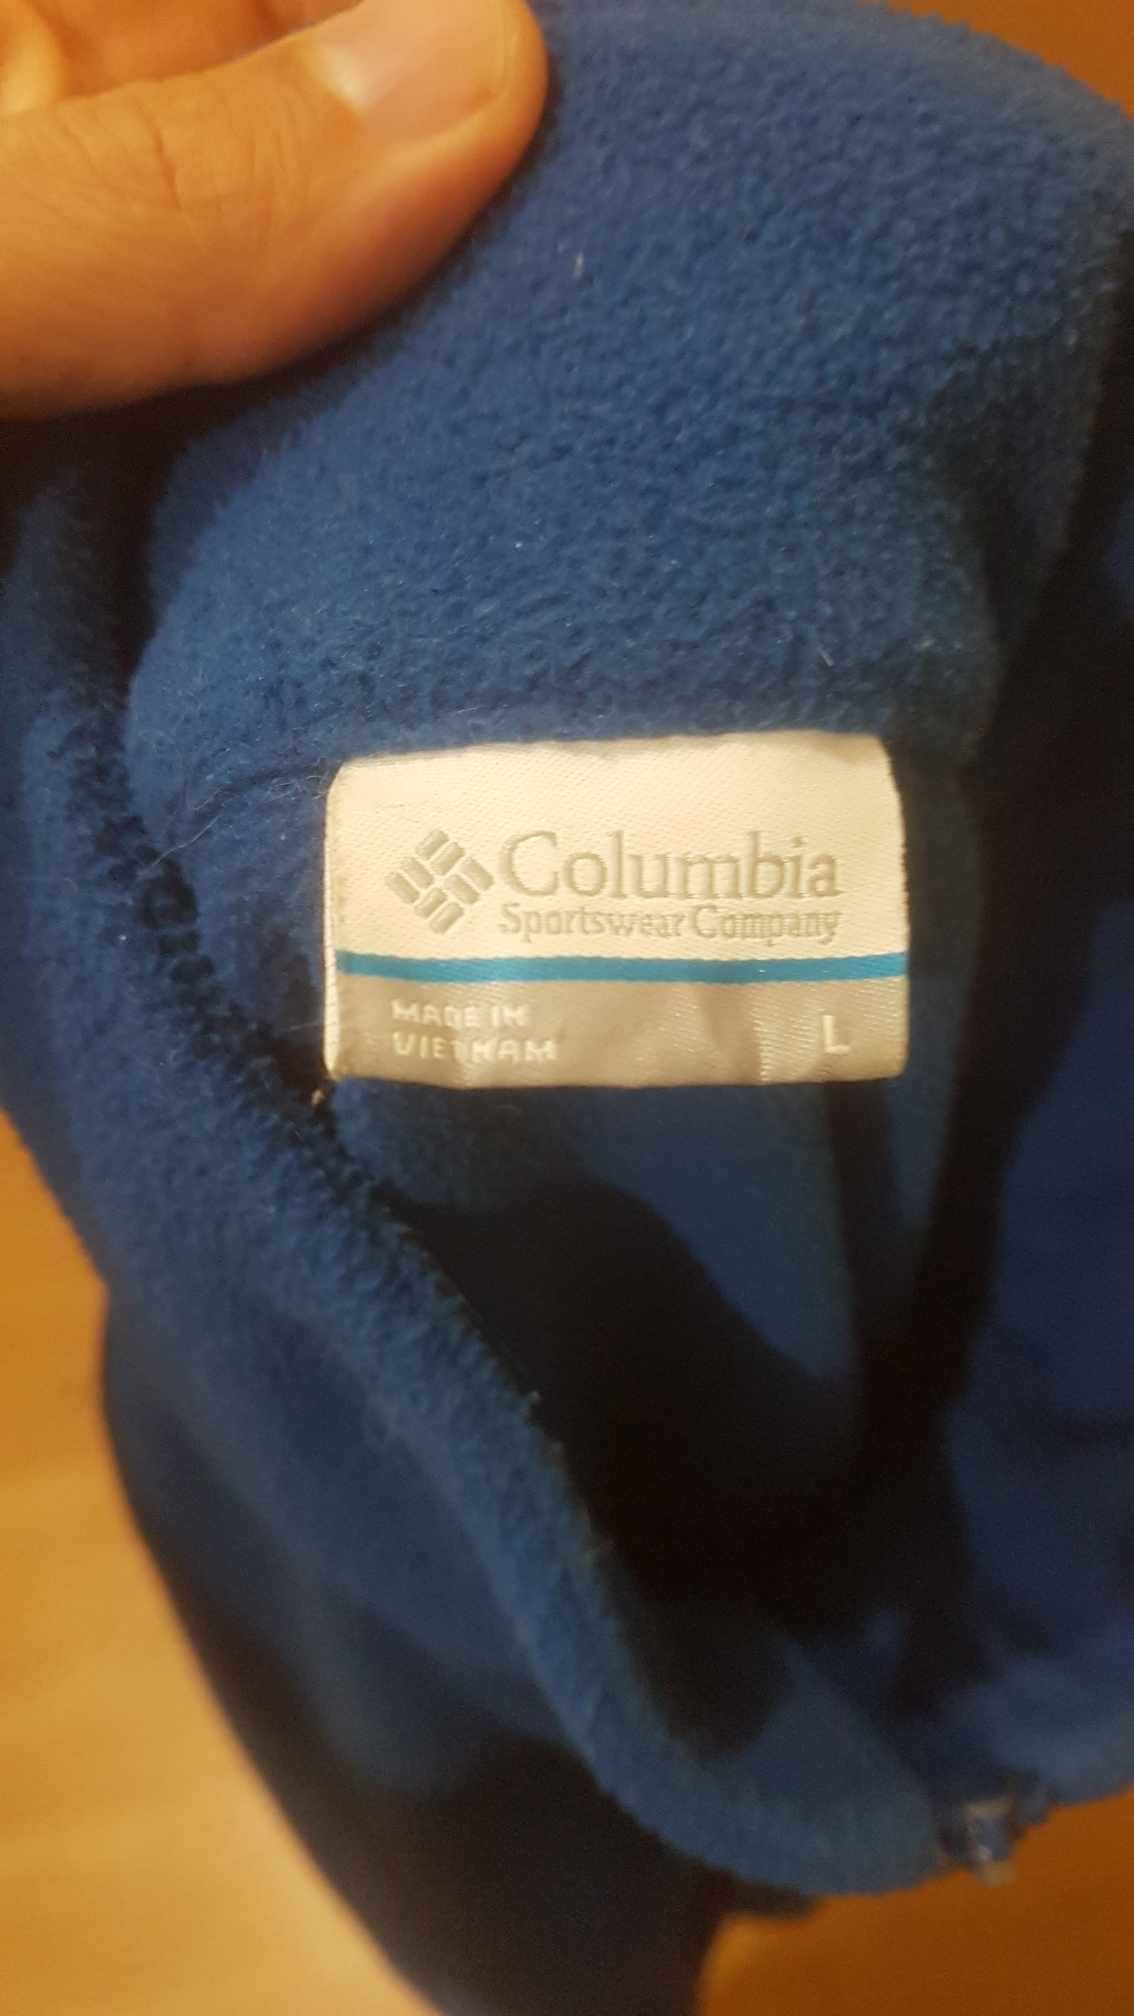 Columbia
Sportswear Company
MADE IN
VIETNAM
L